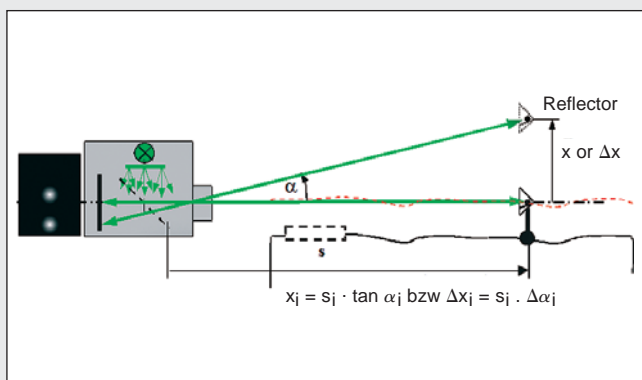 Reflector
x or Δx
α
s
xᵢ = sᵢ · tan αᵢ bzw Δxᵢ = sᵢ . Δαᵢ